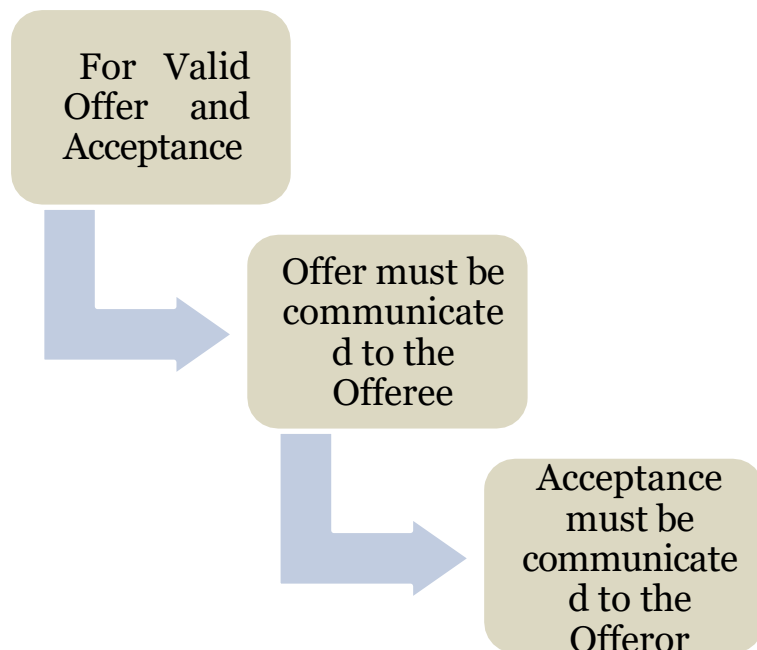 For Valid
Offer and
Acceptance
Offer must be
communicate
d to the
Offeree
Acceptance
must be
communicate
d to the
Offeror